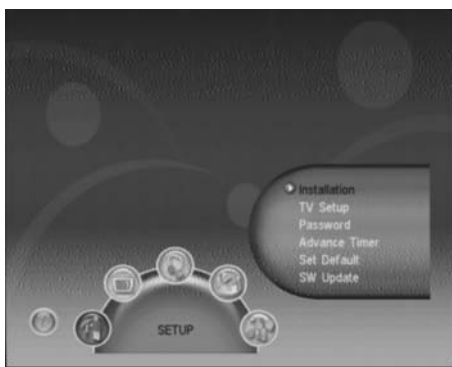 Installation
TV Setup
Password
Advance Timer
Set Default
SW Update
SETUP